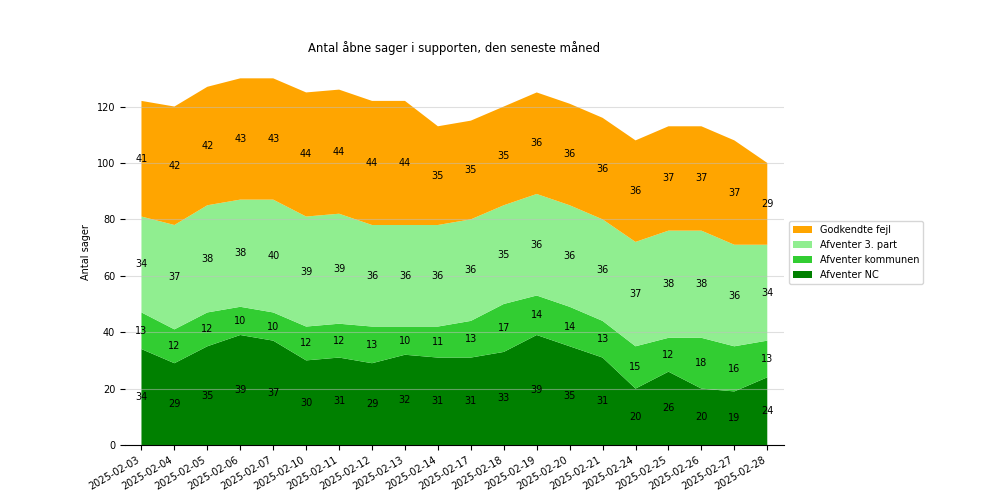 Antal åbne sager i supporten, den seneste måned
Antal sager
120
100
80
60
40
20
0
41 42 42 43 43 44 44 44 44 35 35 35 36 36 36 36 37 37 37 29
34 37 38 38 40 39 39 36 36 36 36 35 36 36 36 37 38 38 36 34
13 12 12 10 10 12 12 13 10 11 13 17 14 14 13 15 12 18 16 13
34 29 35 39 37 30 31 29 32 31 31 33 39 35 31 20 26 20 19 24
2025-02-03 2025-02-04 2025-02-05 2025-02-06 2025-02-07 2025-02-10 2025-02-11 2025-02-12 2025-02-13 2025-02-14 2025-02-17 2025-02-18 2025-02-19 2025-02-20 2025-02-21 2025-02-24 2025-02-25 2025-02-26 2025-02-27 2025-02-28
Godkendte fejl
Afventer 3. part
Afventer kommunen
Afventer NC